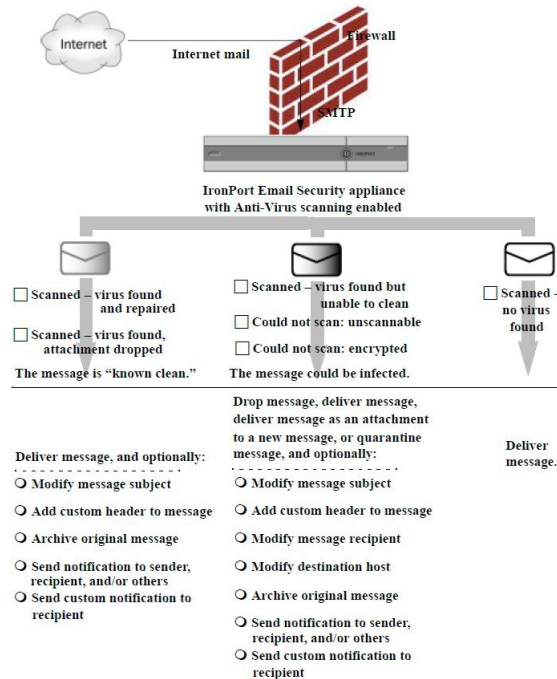 Internet
Firewall
Internet mail
SMTP
IronPort Email Security appliance
with Anti-Virus scanning enabled
Scanned – virus found
and repaired
Scanned – virus found,
attachment dropped
The message is “known clean.”
Scanned – virus found but
unable to clean
Could not scan: unscannable
Could not scan: encrypted
The message could be infected.
Scanned –
no virus
found
Deliver message, and optionally:
Modify message subject
Add custom header to message
Archive original message
Send notification to sender,
recipient, and/or others
Send custom notification to
recipient
Drop message, deliver message,
deliver message as an attachment
to a new message, or quarantine
message, and optionally:
Modify message subject
Add custom header to message
Modify message recipient
Modify destination host
Archive original message
Send notification to sender,
recipient, and/or others
Send custom notification to
recipient
Deliver
message.